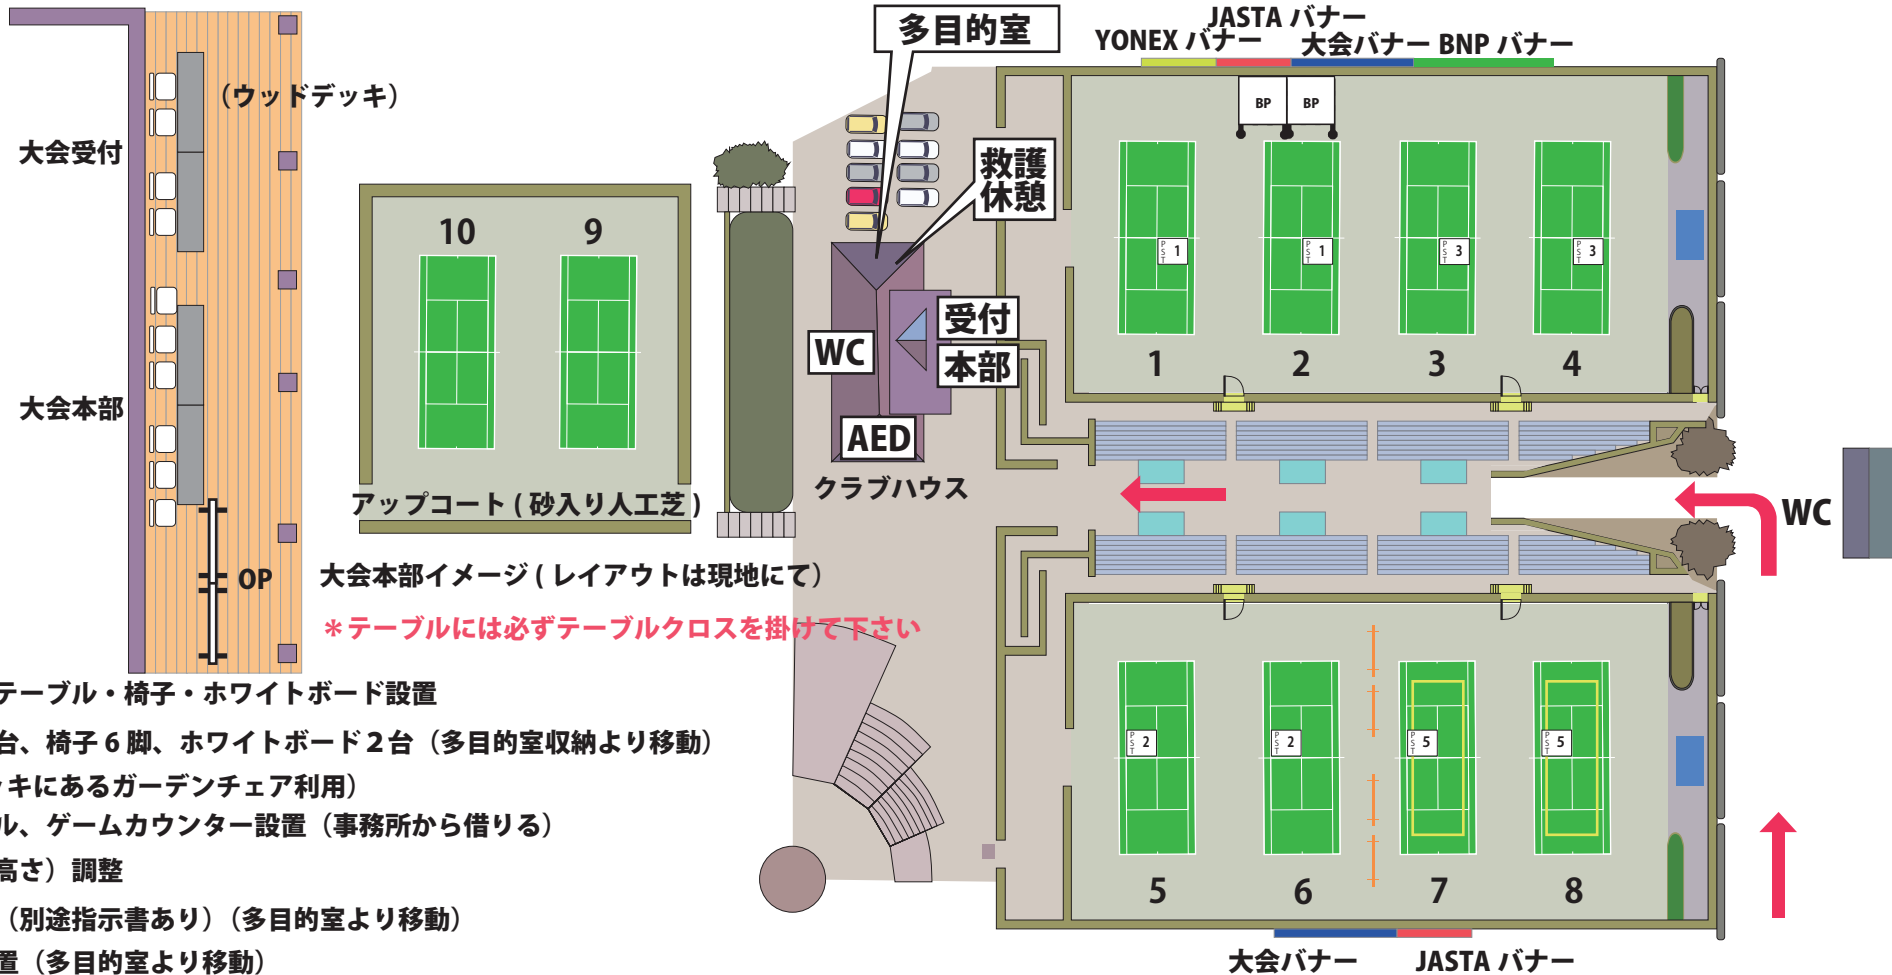 多目的室
JASTA バナー
YONEX バナー
大会バナー BNP バナー
(ウッドデッキ)
BP
BP
大会受付
救護
休憩
10
9
P
S
T
1
P
S
T
1
P
S
T
3
P
S
T
3
受付
WC
本部
1
2
3
4
大会本部
AED
クラブハウス
アップコート ( 砂入り人工芝 )
WC
OP
大会本部イメージ ( レイアウトは現地にて)
＊テーブルには必ずテーブルクロスを掛けて下さい
テーブル・椅子・ホワイトボード設置
台、椅子 6 脚、ホワイトボード２台（多目的室収納より移動）
ッキにあるガーデンチェア利用）
ル、ゲームカウンター設置（事務所から借りる）
高さ）調整
（別途指示書あり）（多目的室より移動）
置（多目的室より移動）
P
S
T
2
P
S
T
2
P
S
T
5
P
S
T
5
5
6
7
8
大会バナー
JASTA バナー